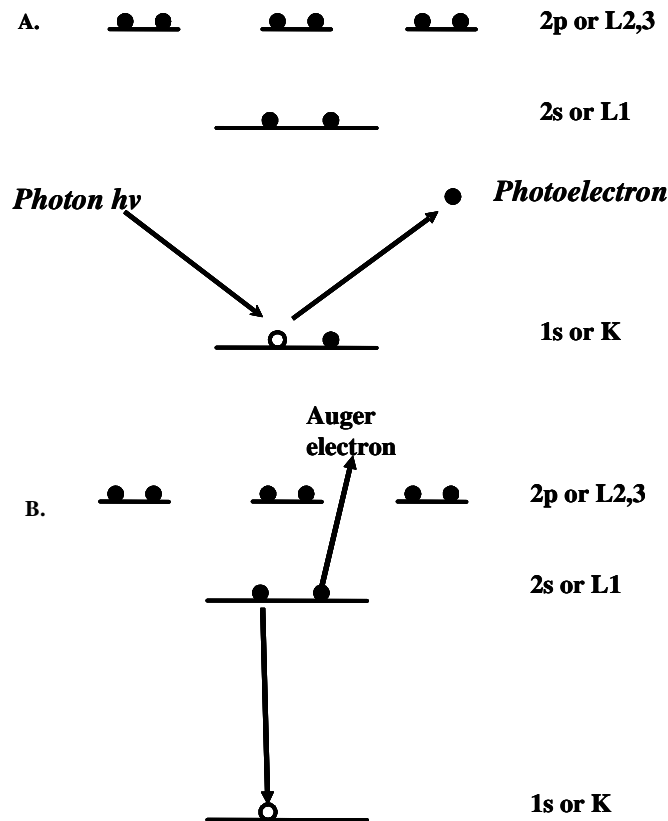 A.
2p or L2,3
2s or L1
Photon hν
Photoelectron
1s or K
Auger
electron
B.
2p or L2,3
2s or L1
1s or K